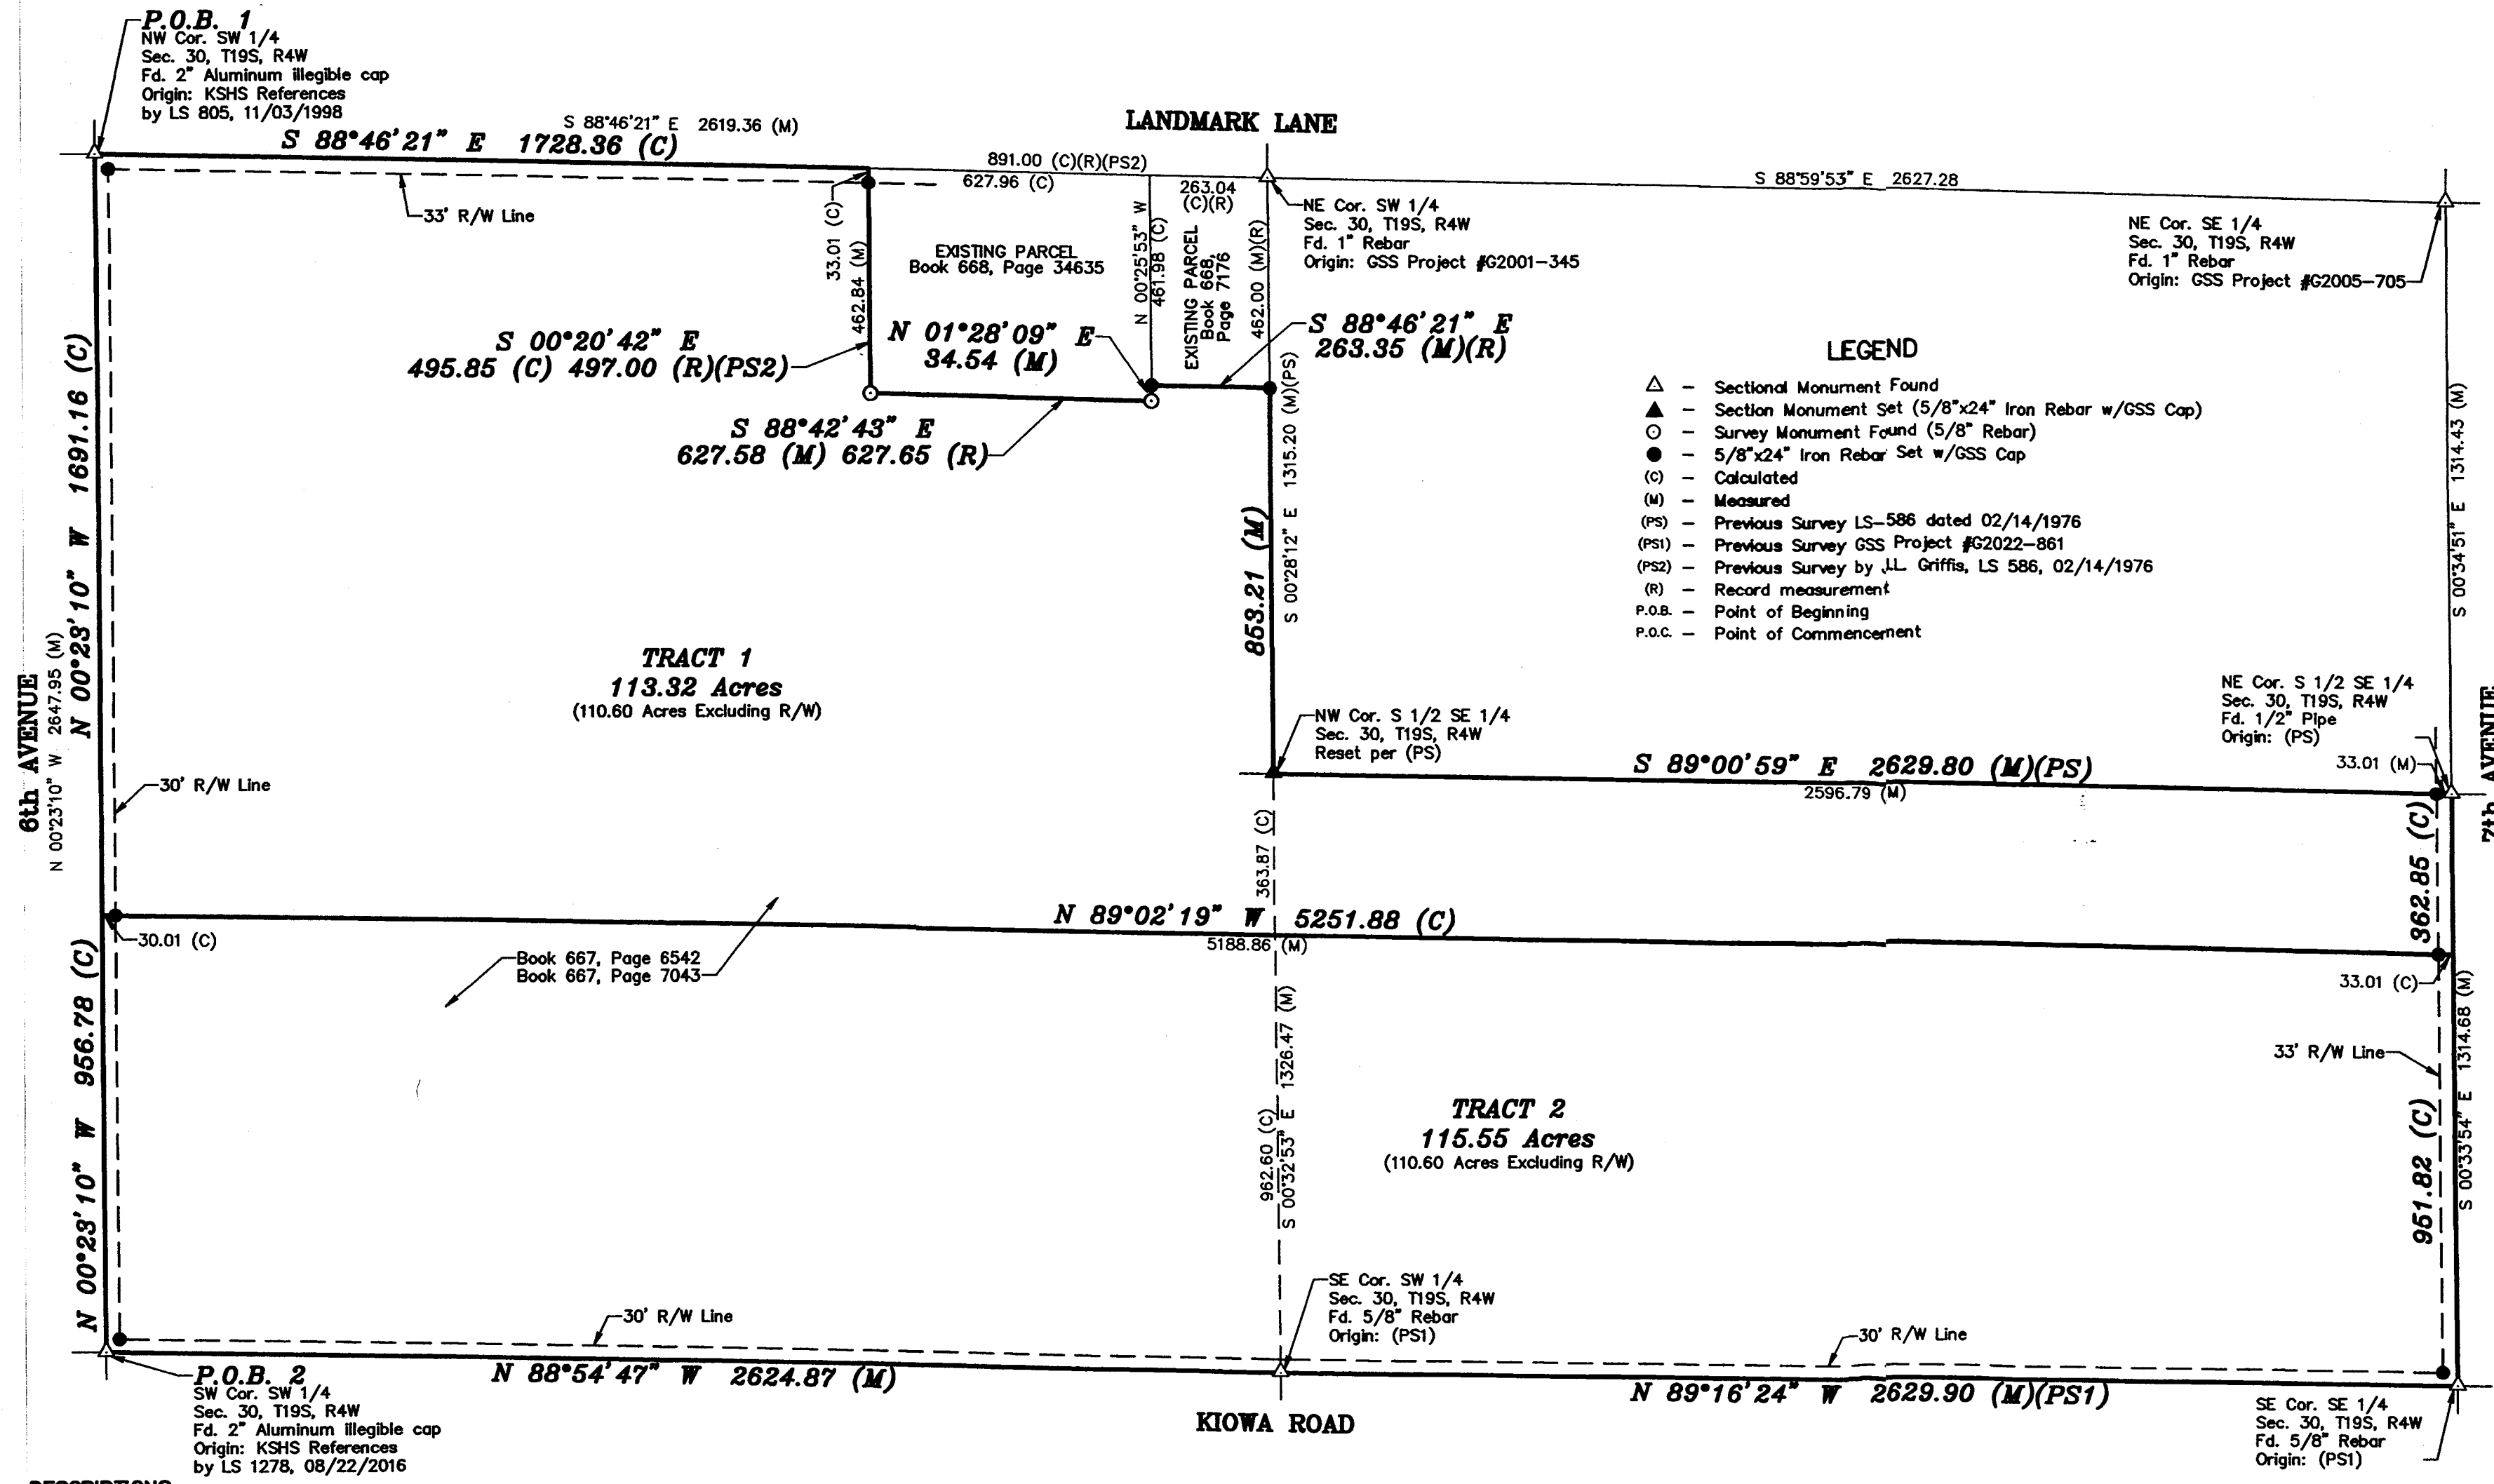 P.O.B. 1
NW Cor. SW 1/4
Sec. 30, T19S, R4W
Fd. 2" Aluminum illegible cap
Origin: KSHS References
by LS 805, 11/03/1998
S 88°46'21" E 2619.36 (M)
S 88°46'21" E 1728.36 (C)
LANDMARK LANE
891.00 (C)(R)(PS2)
627.96 (C)
263.04
(C)(R)
S 88°59'53" E 2627.28
33' R/W Line
33.01 (C)
462.84 (M)
EXISTING PARCEL
Book 668, Page 34635
N 00°25'53" W
461.98 (C)
EXISTING PARCEL
Book 668,
Page 7176
462.00 (M)(R)
NE Cor. SW 1/4
Sec. 30, T19S, R4W
Fd. 1" Rebar
Origin: GSS Project #G2001-345
NE Cor. SE 1/4
Sec. 30, T19S, R4W
Fd. 1" Rebar
Origin: GSS Project #G2005-705
S 00°20'42" E
495.85 (C) 497.00 (R)(PS2)
N 01°28'09" E
34.54 (M)
S 88°46'21" E
263.35 (M)(R)
S 88°42'43" E
627.58 (M) 627.65 (R)
N 00°23'10" W 1691.16 (C)
S 00°28'12" E 1315.20 (M)(PS)
853.21 (M)
LEGEND
△ – Sectional Monument Found
▲ – Section Monument Set (5/8"x24" Iron Rebar w/GSS Cap)
⊙ – Survey Monument Found (5/8" Rebar)
● – 5/8"x24" Iron Rebar Set w/GSS Cap
(C) – Calculated
(M) – Measured
(PS) – Previous Survey LS-586 dated 02/14/1976
(PS1) – Previous Survey GSS Project #G2022-861
(PS2) – Previous Survey by J.L. Griffis, LS 586, 02/14/1976
(R) – Record measurement
P.O.B. – Point of Beginning
P.O.C. – Point of Commencement
S 00°34'51" E 1314.43 (M)
TRACT 1
113.32 Acres
(110.60 Acres Excluding R/W)
6th AVENUE
N 00°23'10" W 2647.95 (M)
NW Cor. S 1/2 SE 1/4
Sec. 30, T19S, R4W
Reset per (PS)
NE Cor. S 1/2 SE 1/4
Sec. 30, T19S, R4W
Fd. 1/2" Pipe
Origin: (PS)
7th AVENUE
33.01 (M)
S 89°00'59" E 2629.80 (M)(PS)
2596.79 (M)
30' R/W Line
363.87 (C)
362.85 (C)
N 89°02'19" W 5251.88 (C)
5188.86 (M)
30.01 (C)
Book 667, Page 6542
Book 667, Page 7043
33.01 (C)
N 00°23'10" W 956.78 (C)
S 00°32'53" E 1326.47 (M)
962.60 (C)
33' R/W Line
S 00°33'54" E 1314.68 (M)
951.82 (C)
TRACT 2
115.55 Acres
(110.60 Acres Excluding R/W)
30' R/W Line
SE Cor. SW 1/4
Sec. 30, T19S, R4W
Fd. 5/8" Rebar
Origin: (PS1)
30' R/W Line
P.O.B. 2
SW Cor. SW 1/4
Sec. 30, T19S, R4W
Fd. 2" Aluminum illegible cap
Origin: KSHS References
by LS 1278, 08/22/2016
N 88°54'47" W 2624.87 (M)
N 89°16'24" W 2629.90 (M)(PS1)
KIOWA ROAD
SE Cor. SE 1/4
Sec. 30, T19S, R4W
Fd. 5/8" Rebar
Origin: (PS1)